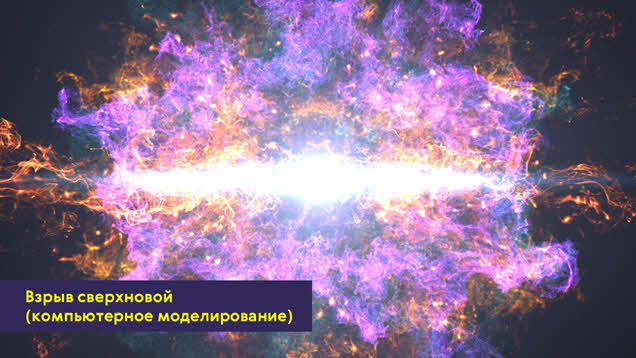 Взрыв сверхновой
(компьютерное моделирование)